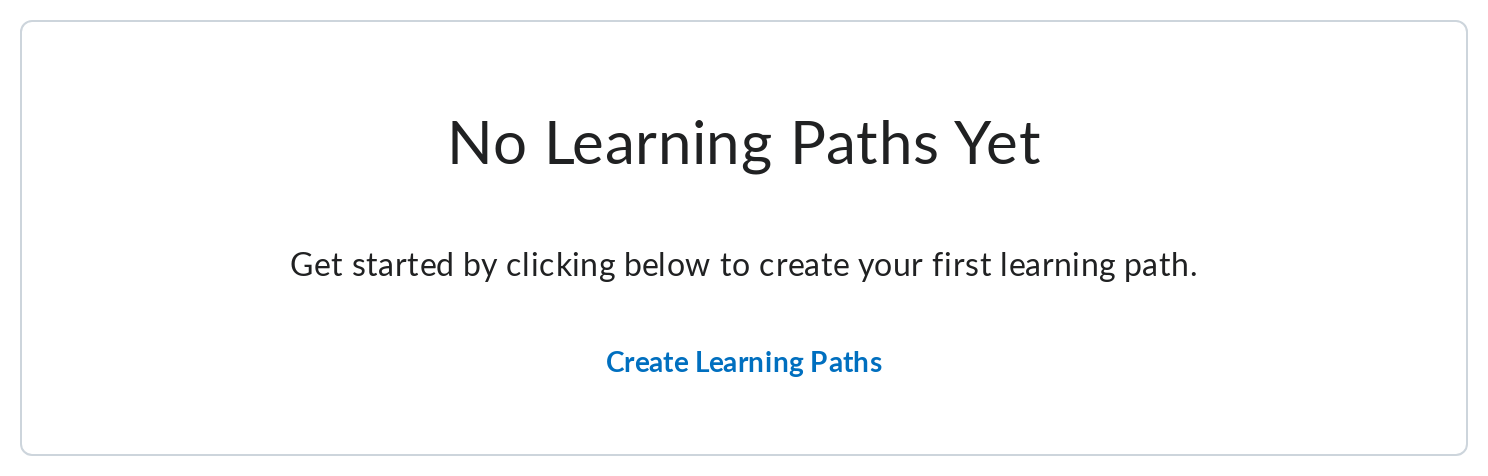 No Learning Paths Yet
Get started by clicking below to create your first learning path.
Create Learning Paths